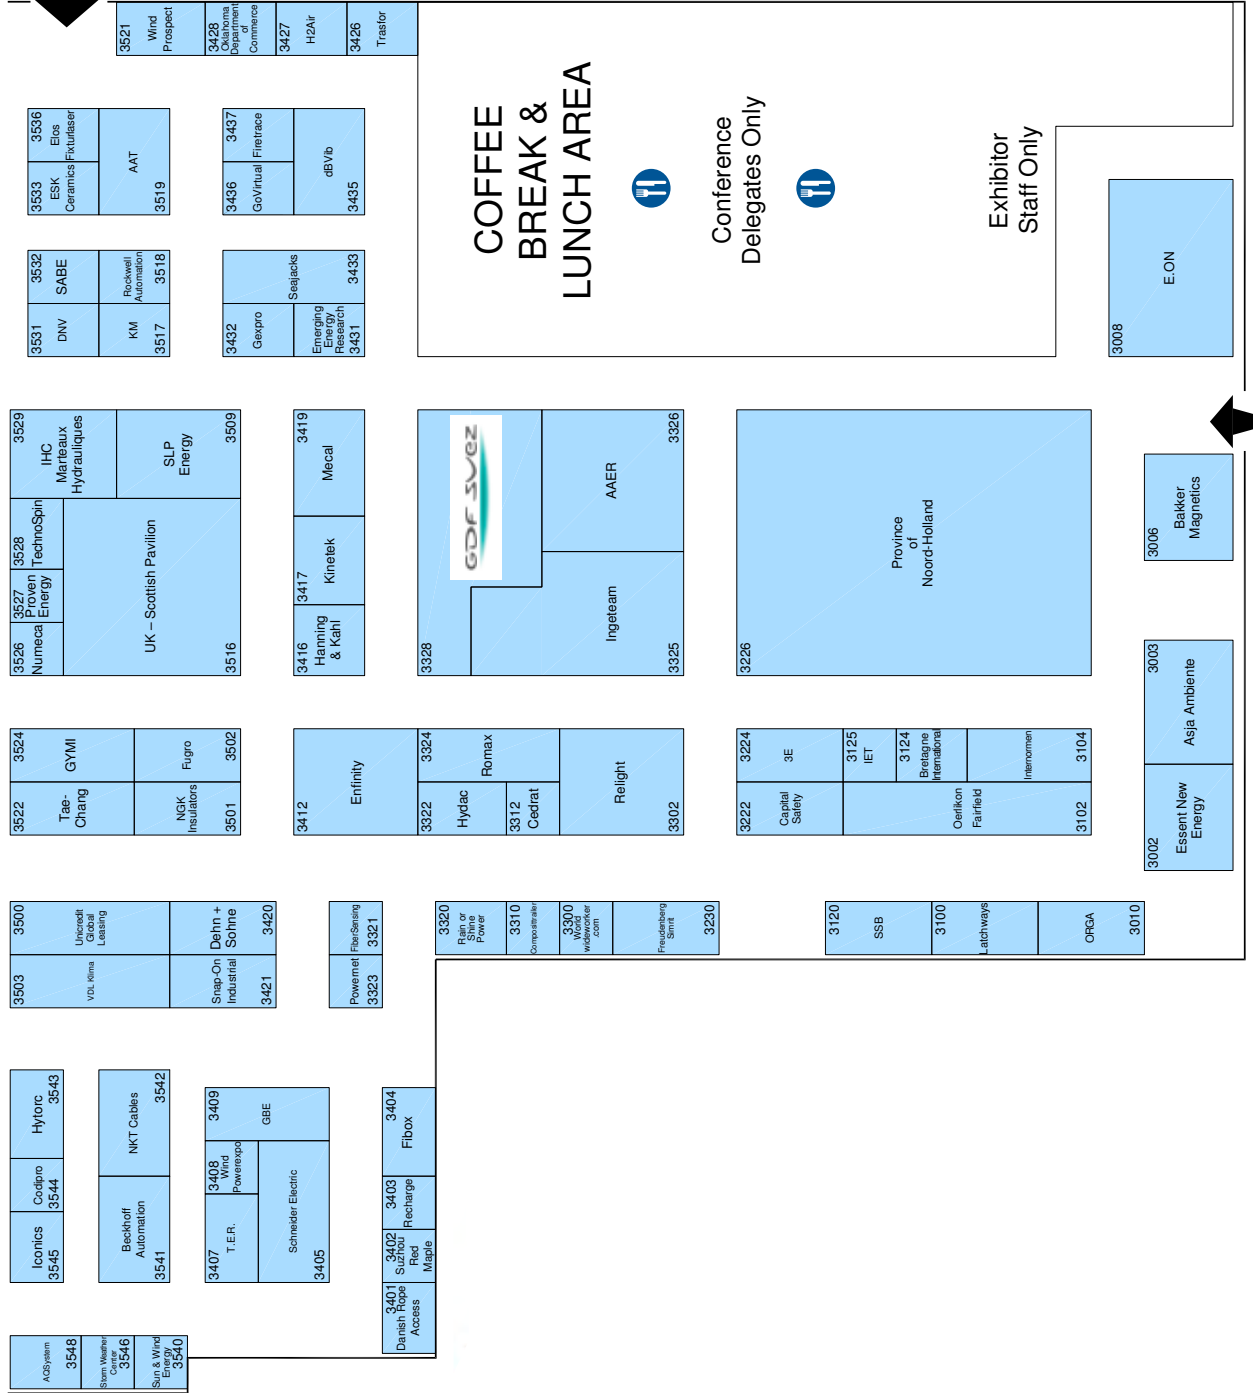 3521
Wind
Prospect
3428
Oklahoma
Department
of
Commerce
3427
H2Air
3426
Trasfor
3536
Elos
Fixturlaser
3533
ESK
Ceramics
AAT
3519
3437
Firetrace
3436
GoVirtual
dBVib
3435
COFFEE
BREAK &
LUNCH AREA
Conference
Delegates Only
Exhibitor
Staff Only
3532
SABE
Rockwell
Automation
3518
3531
DNV
KM
3517
Seajacks
3433
3432
Gexpro
Emerging
Energy
Research
3431
E.ON
3008
3529
IHC
Marteaux
Hydrauliques
SLP
Energy
3509
3528
TechnoSpin
3527
Proven
Energy
3526
Numeca
UK – Scottish Pavilion
3516
3419
Mecal
3417
Kinetek
3416
Hanning
& Kahl
GDF SUEZ
3328
AAER
3326
Ingeteam
3325
Province
of
Noord-Holland
3226
3006
Bakker
Magnetics
3003
Asja Ambiente
3002
Essent New
Energy
3524
GYMI
Fugro
3502
3522
Tae-
Chang
NGK
Insulators
3501
Enfinity
3412
3324
Romax
3322
Hydac
3312
Cedrat
Relight
3302
3224
3E
3125
IET
3124
Bretagne
International
Internormen
3104
3222
Capital
Safety
Oerlikon
Fairfield
3102
3500
Unicredit
Global
Leasing
Dehn +
Sohne
3420
3503
VDL Klima
Snap-On
Industrial
3421
FiberSensing
3321
Powernet
3323
3320
Rain or
Shine
Power
3310
Compositrailer
3300
World
wideworker
.com
Freudenberg
Simrit
3230
3120
SSB
3100
Latchways
ORGA
3010
Hytorc
3543
Codipro
3544
Iconics
3545
NKT Cables
3542
Beckhoff
Automation
3541
3409
GBE
3408
Wind
Powerexpo
3407
T.E.R.
Schneider Electric
3405
3404
Fibox
3403
Recharge
3402
Suzhou
Red
Maple
3401
Danish Rope
Access
AQSystem
3548
Storm Weather
Center
3546
Sun & Wind
Energy
3540